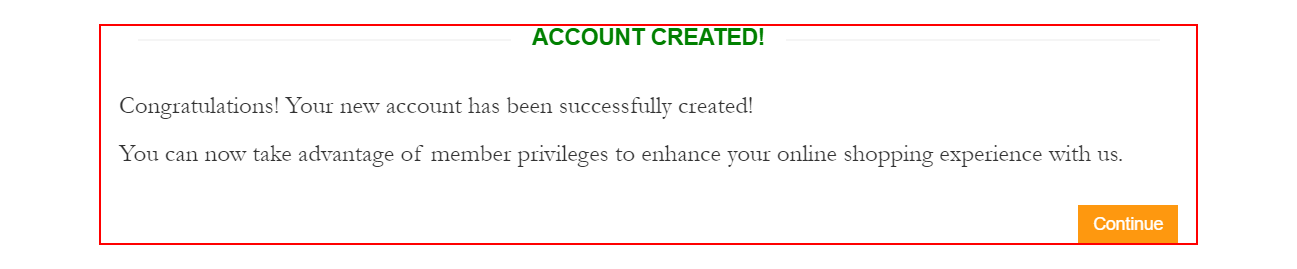 ACCOUNT CREATED!
Congratulations! Your new account has been successfully created!
You can now take advantage of member privileges to enhance your online shopping experience with us.
Continue